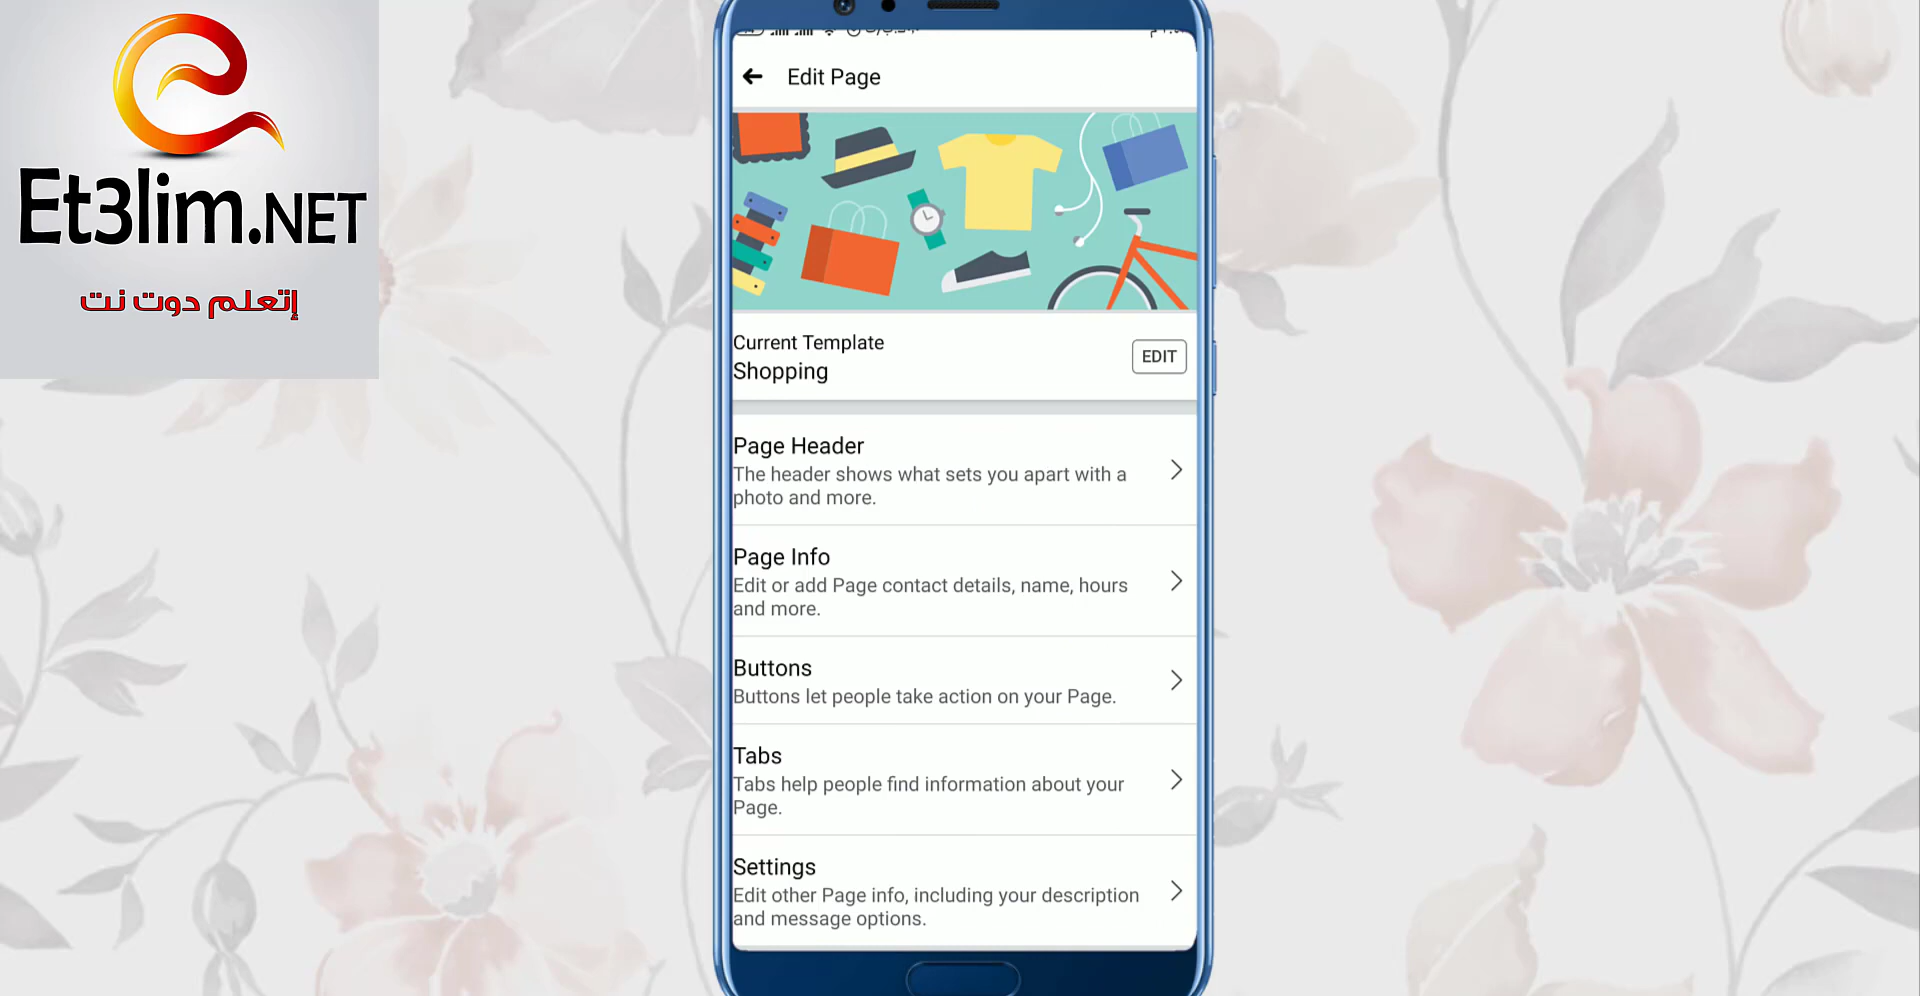 Et3lim.NET
إتعلم دوت نت
Edit Page
Current Template
Shopping
EDIT
Page Header
The header shows what sets you apart with a
photo and more.
Page Info
Edit or add Page contact details, name, hours
and more.
Buttons
Buttons let people take action on your Page.
Tabs
Tabs help people find information about your
Page.
Settings
Edit other Page info, including your description
and message options.